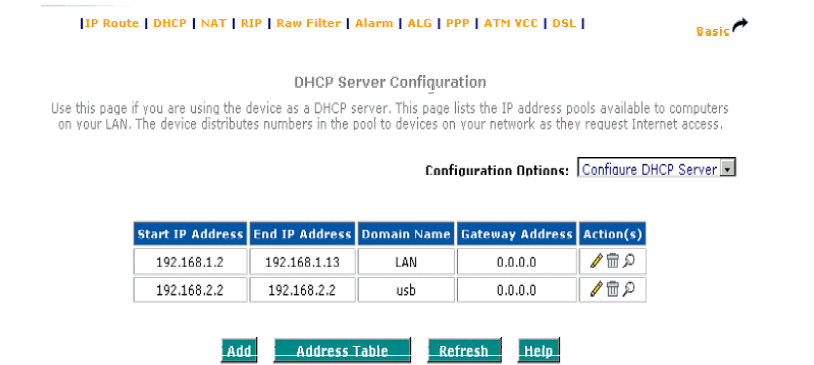 |IP Route | DHCP | NAT | RIP | Raw Filter | Alarm | ALG | PPP | ATM VCC | DSL |
Basic
DHCP Server Configuration
Use this page if you are using the device as a DHCP server. This page lists the IP address pools available to computers
on your LAN. The device distributes numbers in the pool to devices on your network as they request Internet access.
Configuration Options: Configure DHCP Server
Start IP Address End IP Address Domain Name Gateway Address Action(s)
192.168.1.2 192.168.1.13 LAN 0.0.0.0
192.168.2.2 192.168.2.2 usb 0.0.0.0
Add Address Table Refresh Help